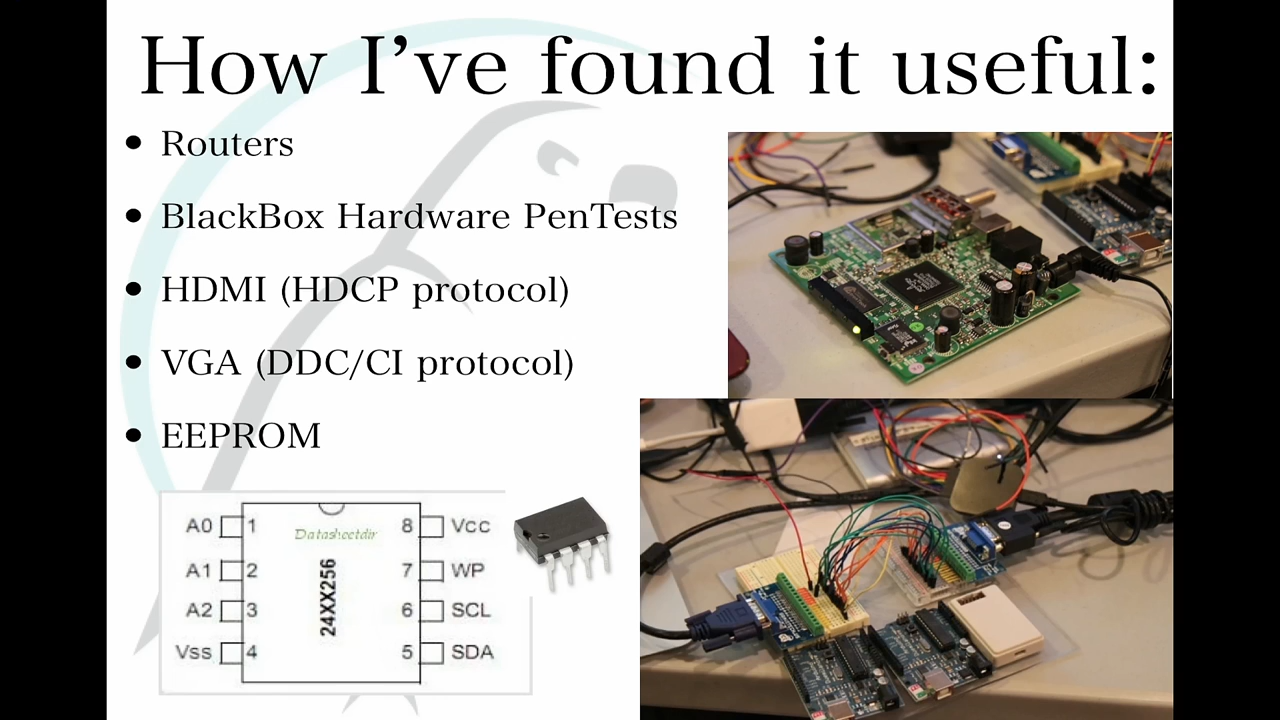 How I've found it useful:
• Routers
• BlackBox Hardware PenTests
• HDMI (HDCP protocol)
• VGA (DDC/CI protocol)
• EEPROM
A0 1 8 Vcc
Datasheetdir
A1 2 7 WP
24XX256
A2 3 6 SCL
Vss 4 5 SDA